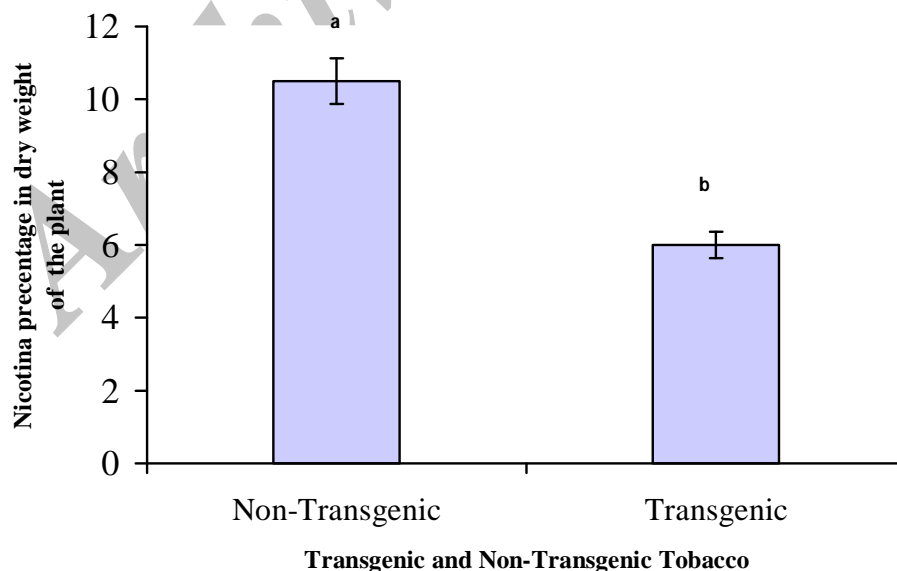 Nicotina precentage in dry weight
of the plant
12
10
8
6
4
2
0
a
b
Non-Transgenic
Transgenic
Transgenic and Non-Transgenic Tobacco